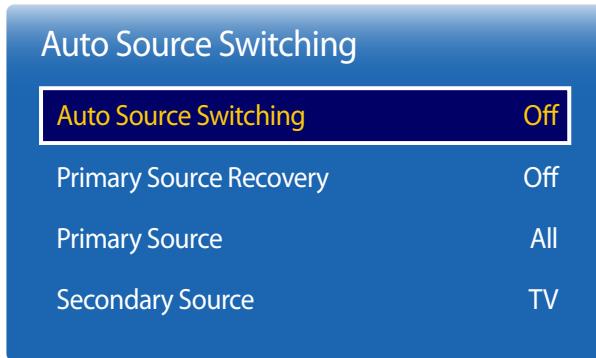 Auto Source Switching
Auto Source Switching Off
Primary Source Recovery Off
Primary Source All
Secondary Source TV